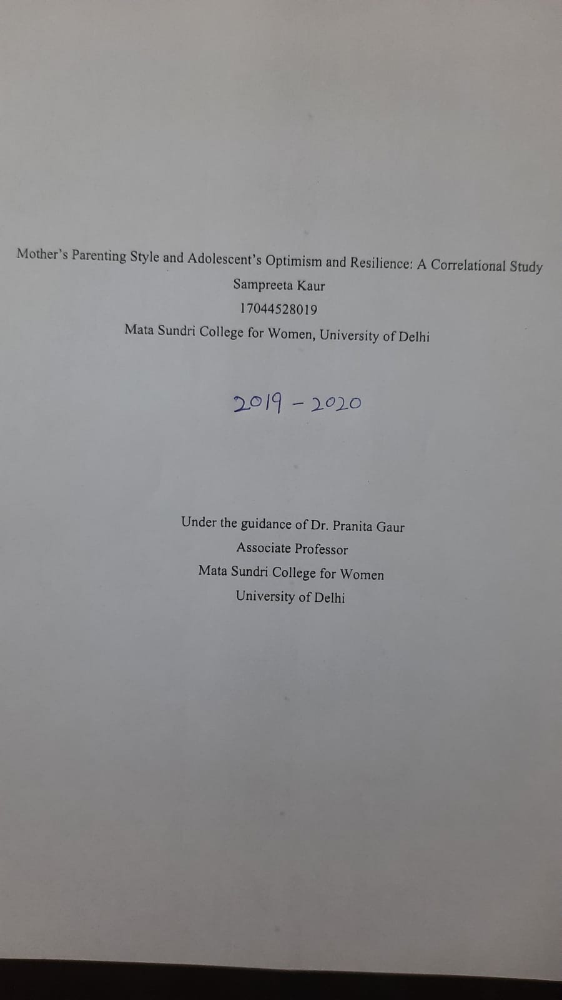 Mother's Parenting Style and Adolescent's Optimism and Resilience: A Correlational Study
Sampreeta Kaur
17044528019
Mata Sundri College for Women, University of Delhi
2019 - 2020
Under the guidance of Dr. Pranita Gaur
Associate Professor
Mata Sundri College for Women
University of Delhi